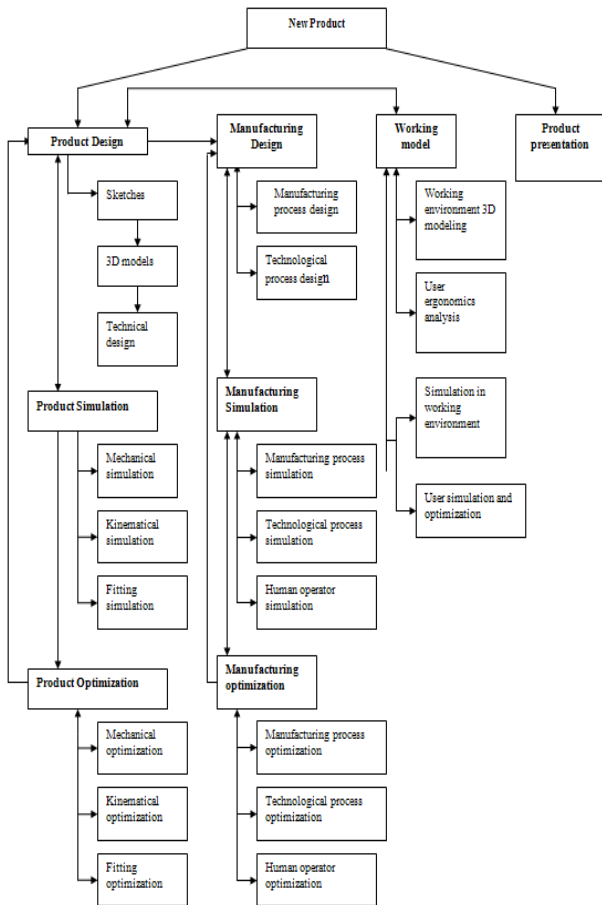 New Product
Product Design
Manufacturing
Design
Working
model
Product
presentation
Sketches
3D models
Technical
design
Manufacturing
process design
Technological
process design
Working
environment 3D
modeling
User
ergonomics
analysis
Product Simulation
Manufacturing
Simulation
Simulation in
working
environment
User simulation and
optimization
Mechanical
simulation
Kinematical
simulation
Fitting
simulation
Manufacturing process
simulation
Technological process
simulation
Human operator
simulation
Product Optimization
Manufacturing
optimization
Mechanical
optimization
Kinematical
optimization
Fitting
optimization
Manufacturing process
optimization
Technological process
optimization
Human operator
optimization